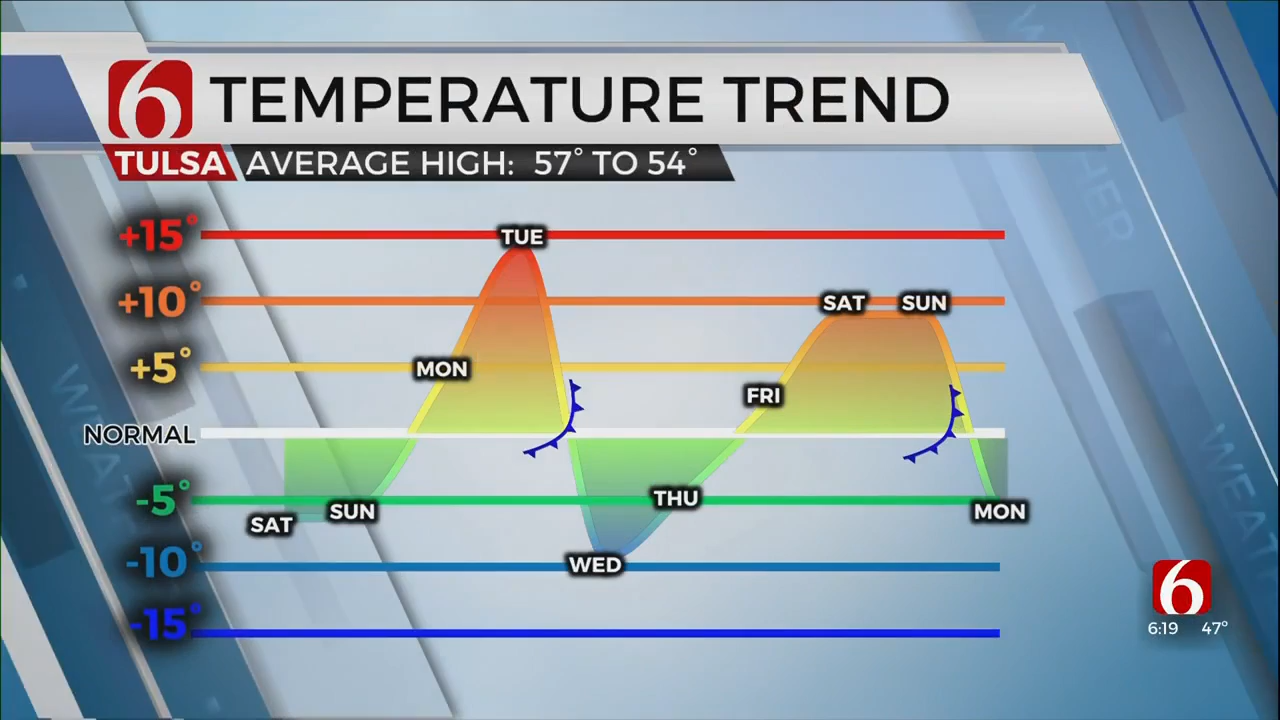 6 TEMPERATURE TREND
TULSA AVERAGE HIGH: 57° TO 54°
+15°
TUE
+10°
SAT SUN
+5°
MON
FRI
NORMAL
-5°
THU
SAT
SUN
MON
-10°
WED
-15°
6
6:19 47°
WEATHER